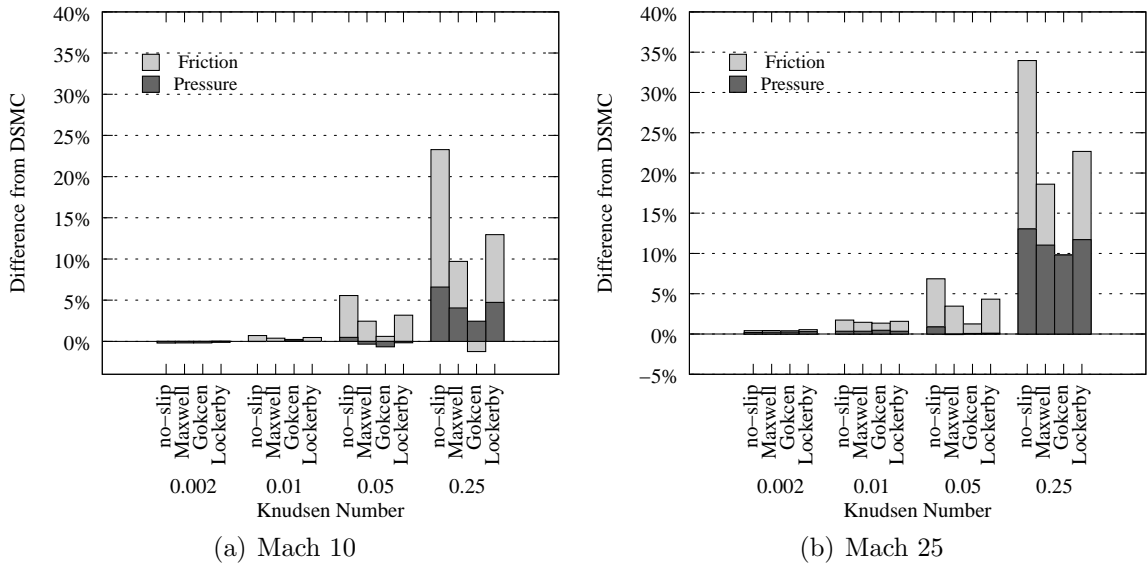 40%
35%
30%
25%
20%
15%
10%
5%
0%
Difference from DSMC
Friction
Pressure
no−slip
Maxwell
Gokcen
Lockerby
no−slip
Maxwell
Gokcen
Lockerby
no−slip
Maxwell
Gokcen
Lockerby
no−slip
Maxwell
Gokcen
Lockerby
0.002 0.01 0.05 0.25
Knudsen Number
(a) Mach 10
40%
35%
30%
25%
20%
15%
10%
5%
0%
−5%
Difference from DSMC
Friction
Pressure
no−slip
Maxwell
Gokcen
Lockerby
no−slip
Maxwell
Gokcen
Lockerby
no−slip
Maxwell
Gokcen
Lockerby
no−slip
Maxwell
Gokcen
Lockerby
0.002 0.01 0.05 0.25
Knudsen Number
(b) Mach 25